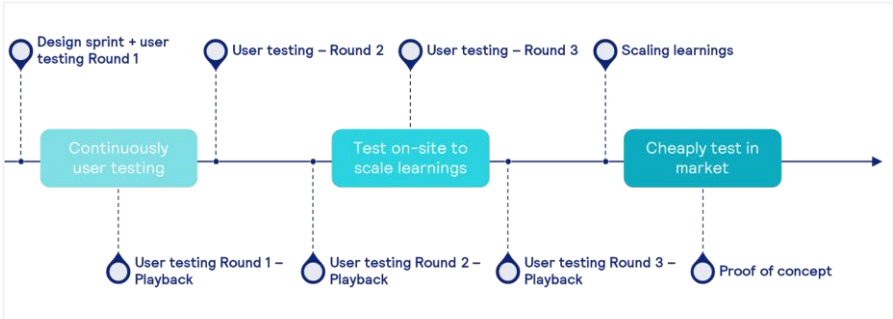 Design sprint + user
testing Round 1
User testing – Round 2
User testing – Round 3
Scaling learnings
Continuously
user testing
Test on-site to
scale learnings
Cheaply test in
market
User testing Round 1 –
Playback
User testing Round 2 –
Playback
User testing Round 3 –
Playback
Proof of concept